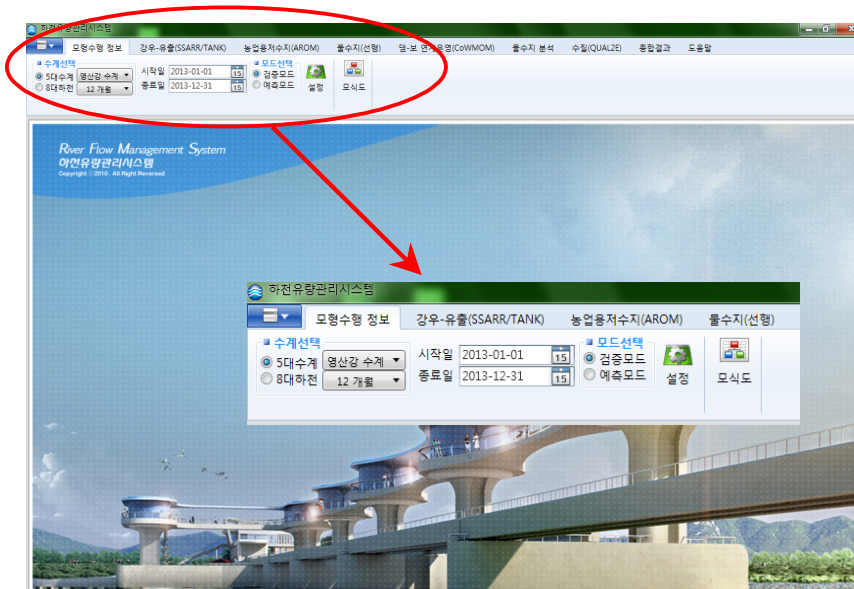 하천유량관리시스템
모형수행 정보 강우-유출(SSARR/TANK) 농업용저수지(AROM) 물수지(선행) 댐-보 연계운영(CoWMOM) 물수지 분석 수질(QUAL2E) 종합결과 도움말
수계선택 모드선택
5대수계 영산강 수계 시작일 2013-01-01 15 검증모드
8대하천 12 개월 종료일 2013-12-31 15 예측모드 설정 모식도
River Flow Management System
하천유량관리시스템
Copyright © 2010. All Right Reserved
하천유량관리시스템
모형수행 정보 강우-유출(SSARR/TANK) 농업용저수지(AROM) 물수지(선행)
수계선택 모드선택
5대수계 영산강 수계 시작일 2013-01-01 15 검증모드
8대하천 12 개월 종료일 2013-12-31 15 예측모드 설정 모식도